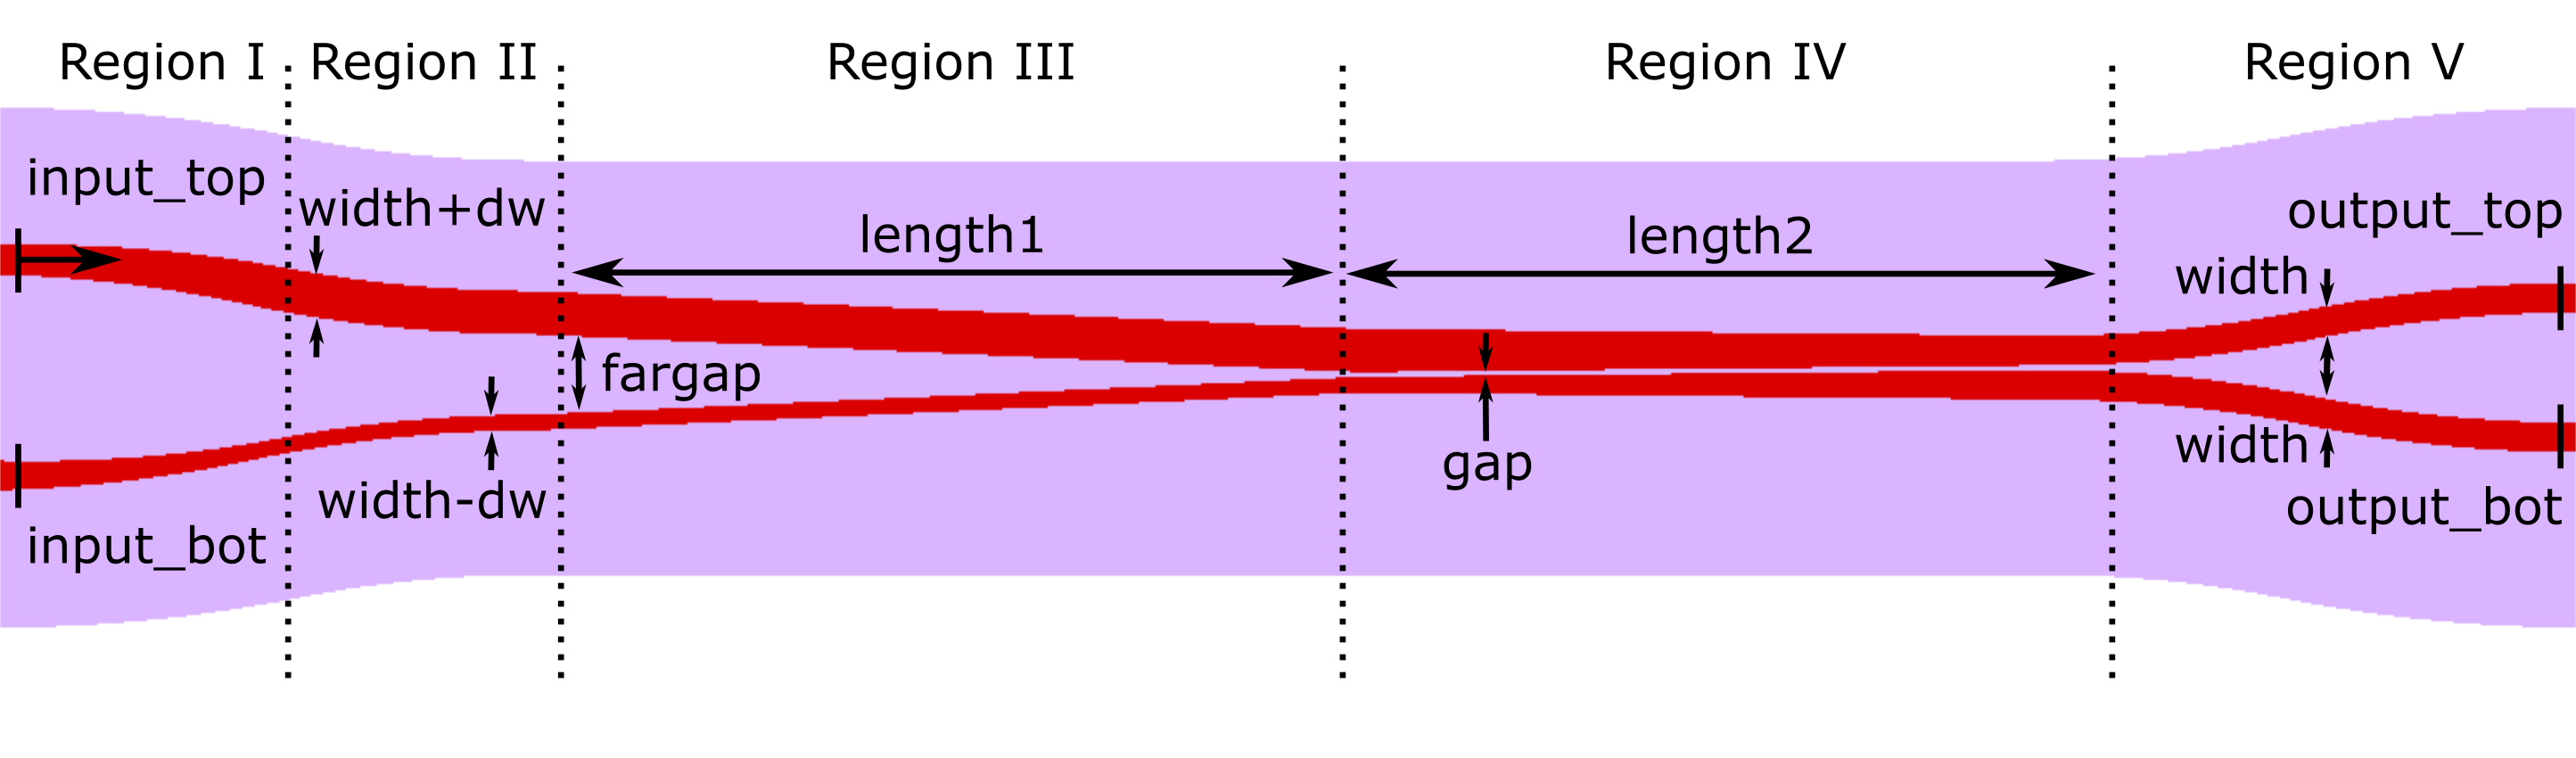 Region I
Region II
Region III
Region IV
Region V
input_top
width+dw
length1
length2
output_top
width
fargap
width
gap
width-dw
output_bot
input_bot